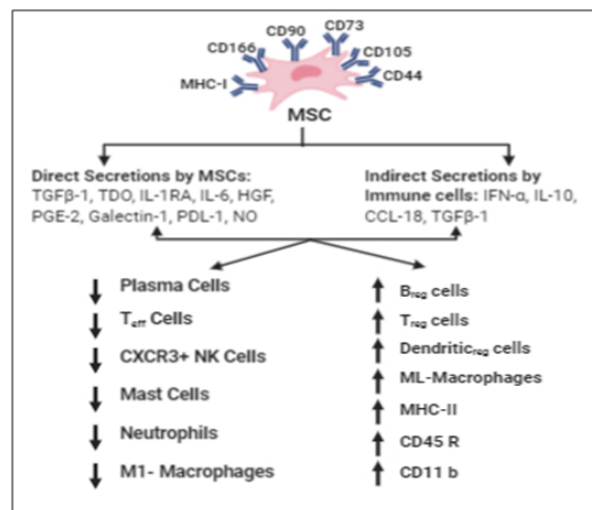 CD90
CD73
CD166
CD105
MHC-I
CD44
MSC
Direct Secretions by MSCs:
TGFβ-1, TDO, IL-1RA, IL-6, HGF,
PGE-2, Galectin-1, PDL-1, NO
Indirect Secretions by
Immune cells: IFN-α, IL-10,
CCL-18, TGFβ-1
Plasma Cells
Teff Cells
CXCR3+ NK Cells
Mast Cells
Neutrophils
M1- Macrophages
Breg cells
Treg cells
Dendriticreg cells
ML-Macrophages
MHC-II
CD45 R
CD11 b